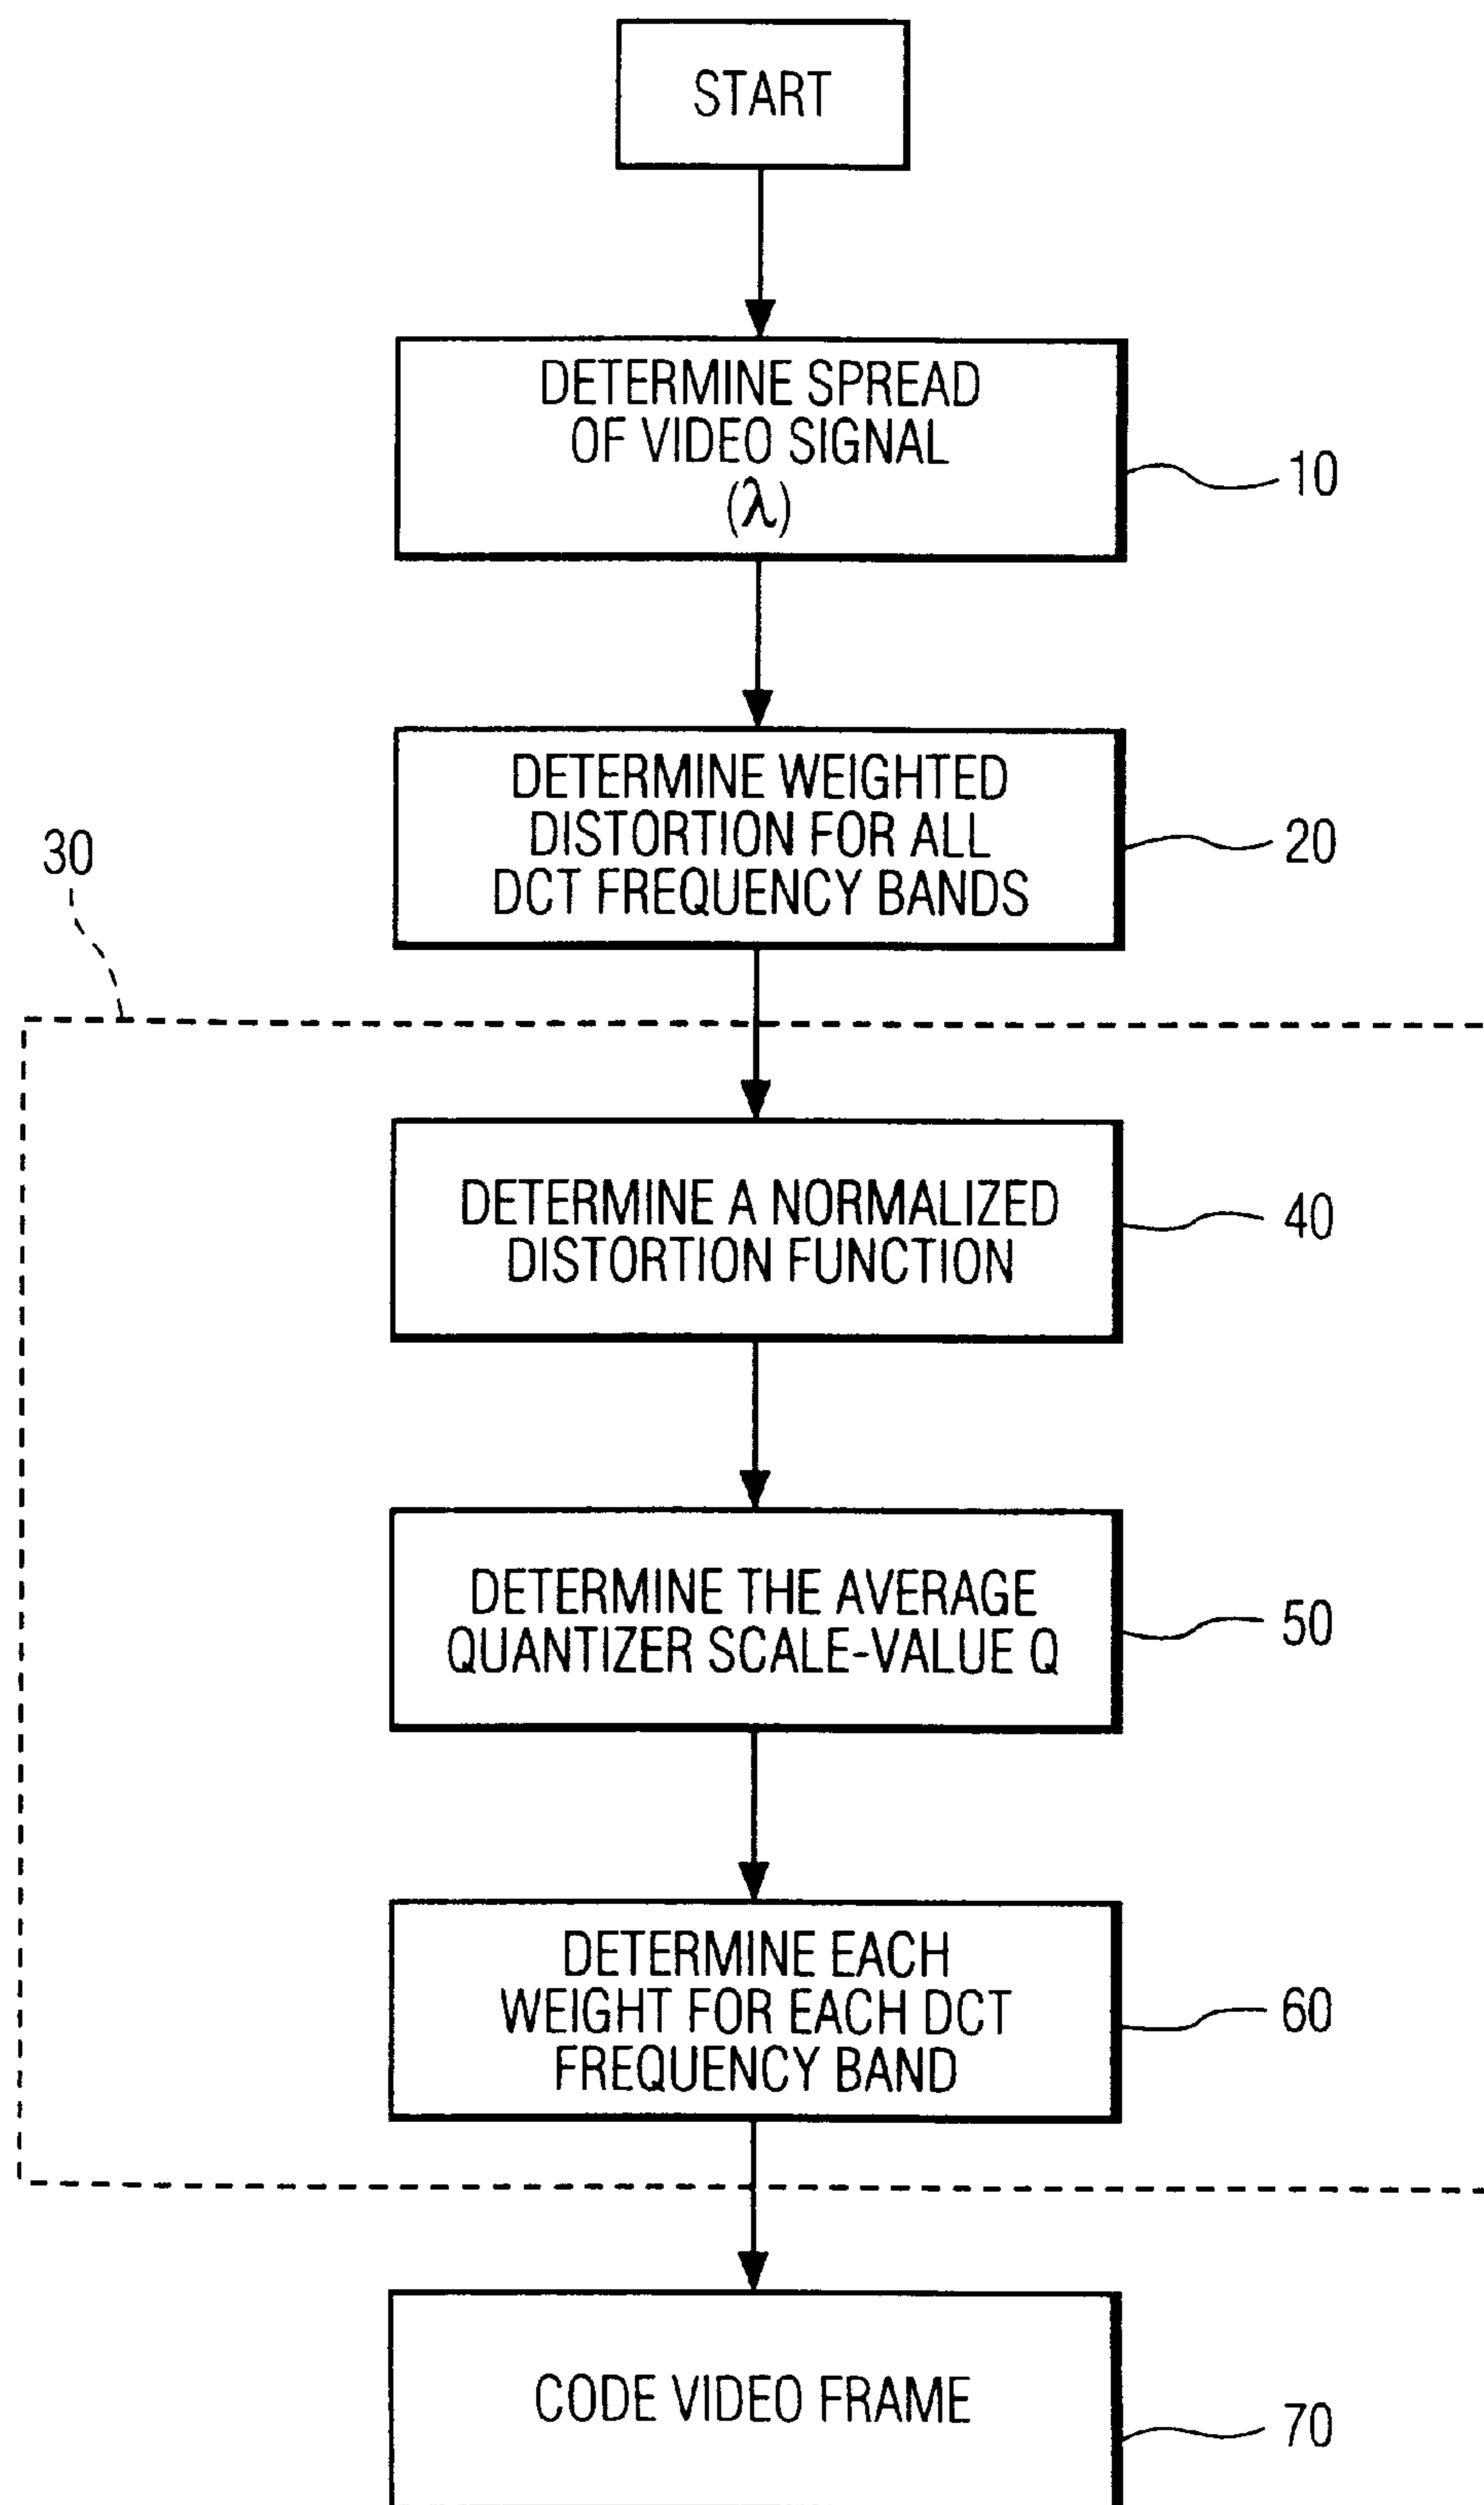 START
DETERMINE SPREAD
OF VIDEO SIGNAL
(λ)
10
DETERMINE WEIGHTED
DISTORTION FOR ALL
DCT FREQUENCY BANDS
20
30
DETERMINE A NORMALIZED
DISTORTION FUNCTION
40
DETERMINE THE AVERAGE
QUANTIZER SCALE-VALUE Q
50
DETERMINE EACH
WEIGHT FOR EACH DCT
FREQUENCY BAND
60
CODE VIDEO FRAME
70